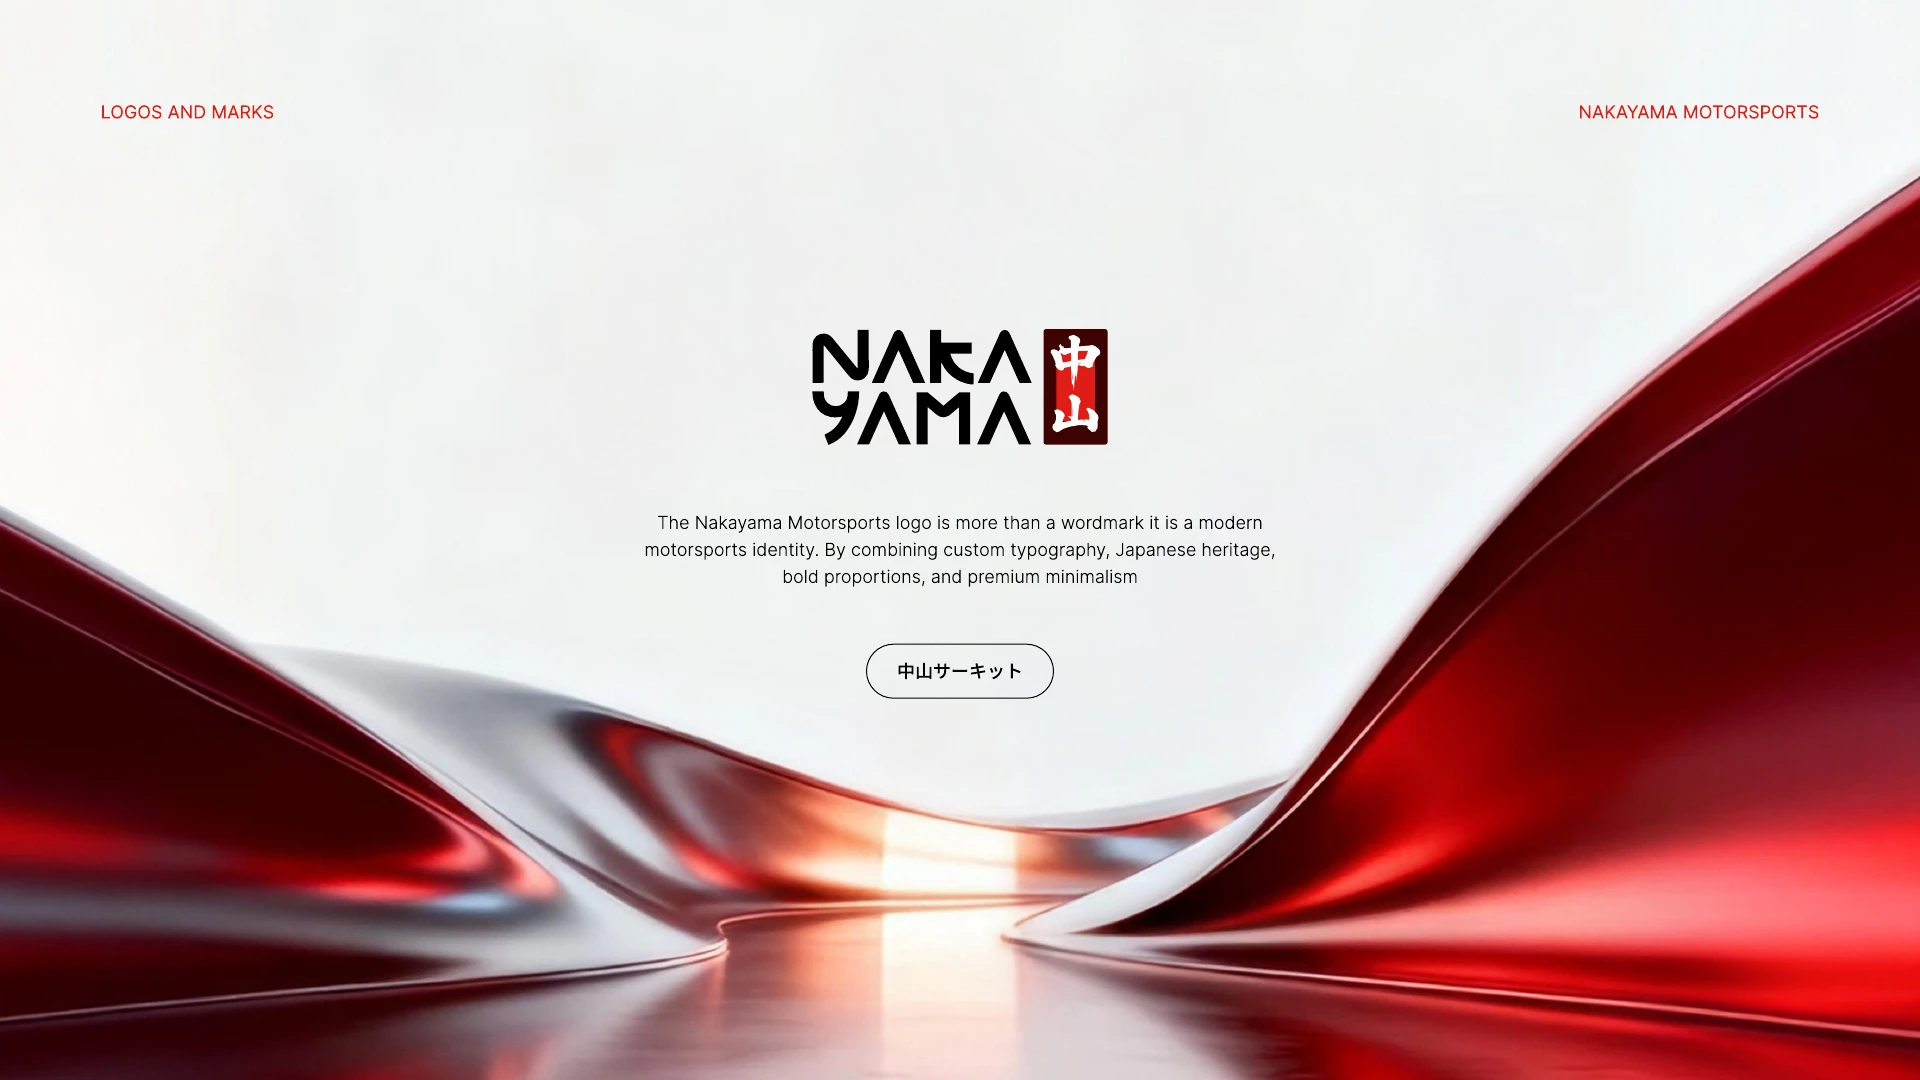 LOGOS AND MARKS
NAKAYAMA MOTORSPORTS
NAKA
YAMA
中山
The Nakayama Motorsports logo is more than a wordmark it is a modern
motorsports identity. By combining custom typography, Japanese heritage,
bold proportions, and premium minimalism
中山サーキット